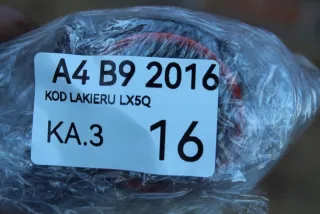 A4 B9 2016
KOD LAKIERU LX5Q
KA.3 16